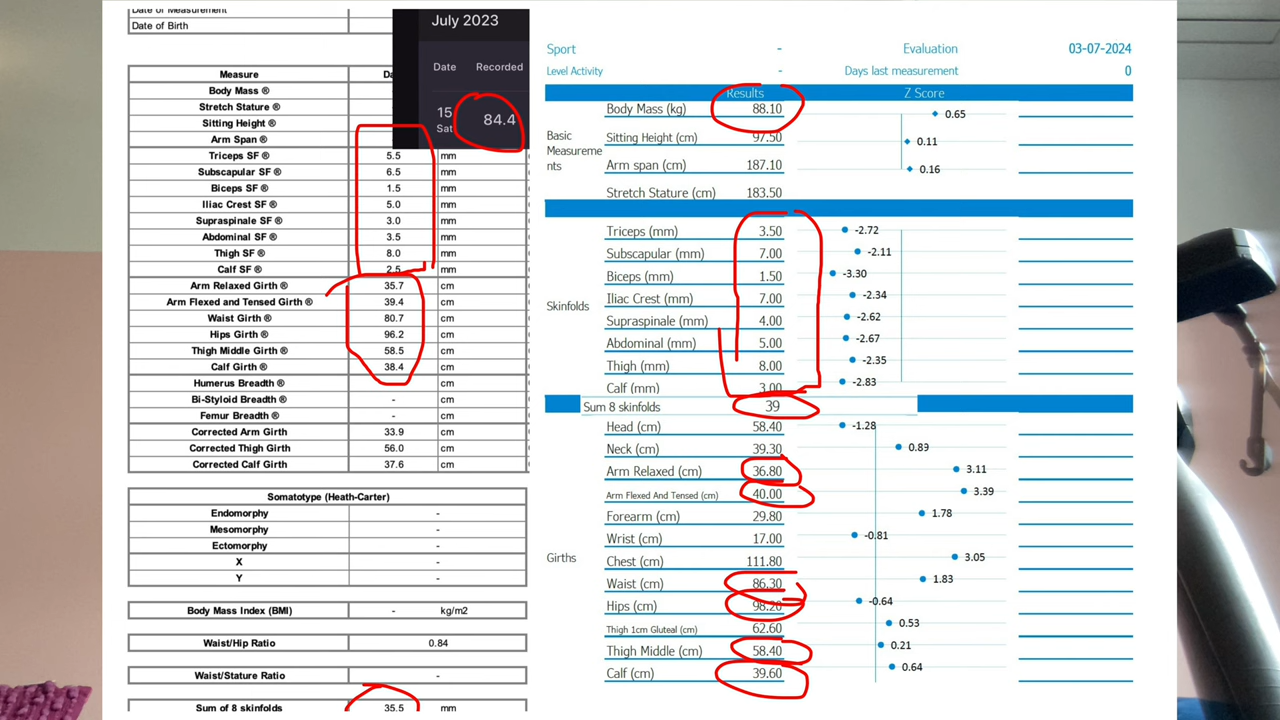 Date of Measurement
Date of Birth
Measure Da
Body Mass ®
Stretch Stature ®
Sitting Height ®
Arm Span ®
Triceps SF ® 5.5 mm
Subscapular SF ® 6.5 mm
Biceps SF ® 1.5 mm
Iliac Crest SF ® 5.0 mm
Supraspinale SF ® 3.0 mm
Abdominal SF ® 3.5 mm
Thigh SF ® 8.0 mm
Calf SF ® 2.5 mm
Arm Relaxed Girth ® 35.7 cm
Arm Flexed and Tensed Girth ® 39.4 cm
Waist Girth ® 80.7 cm
Hips Girth ® 96.2 cm
Thigh Middle Girth ® 58.5 cm
Calf Girth ® 38.4 cm
Humerus Breadth ® cm
Bi-Styloid Breadth ® - cm
Femur Breadth ® - cm
Corrected Arm Girth 33.9 cm
Corrected Thigh Girth 56.0 cm
Corrected Calf Girth 37.6 cm
Somatotype (Heath-Carter)
Endomorphy -
Mesomorphy -
Ectomorphy -
X -
Y -
Body Mass Index (BMI) - kg/m2
Waist/Hip Ratio 0.84
Waist/Stature Ratio -
Sum of 8 skinfolds 35.5 mm
July 2023
Date Recorded
15 84.4
Sat
Sport - Evaluation 03-07-2024
Level Activity - Days last measurement 0
Results Z Score
Basic
Measureme
nts
Body Mass (kg) 88.10 0.65
Sitting Height (cm) 97.50 0.11
Arm span (cm) 187.10 0.16
Stretch Stature (cm) 183.50
Skinfolds
Triceps (mm) 3.50 -2.72
Subscapular (mm) 7.00 -2.11
Biceps (mm) 1.50 -3.30
Iliac Crest (mm) 7.00 -2.34
Supraspinale (mm) 4.00 -2.62
Abdominal (mm) 5.00 -2.67
Thigh (mm) 8.00 -2.35
Calf (mm) 3.00 -2.83
Sum 8 skinfolds 39
Girths
Head (cm) 58.40 -1.28
Neck (cm) 39.30 0.89
Arm Relaxed (cm) 36.80 3.11
Arm Flexed And Tensed (cm) 40.00 3.39
Forearm (cm) 29.80 1.78
Wrist (cm) 17.00 -0.81
Chest (cm) 111.80 3.05
Waist (cm) 86.30 1.83
Hips (cm) 98.20 -0.64
Thigh 1cm Gluteal (cm) 62.60 0.53
Thigh Middle (cm) 58.40 0.21
Calf (cm) 39.60 0.64